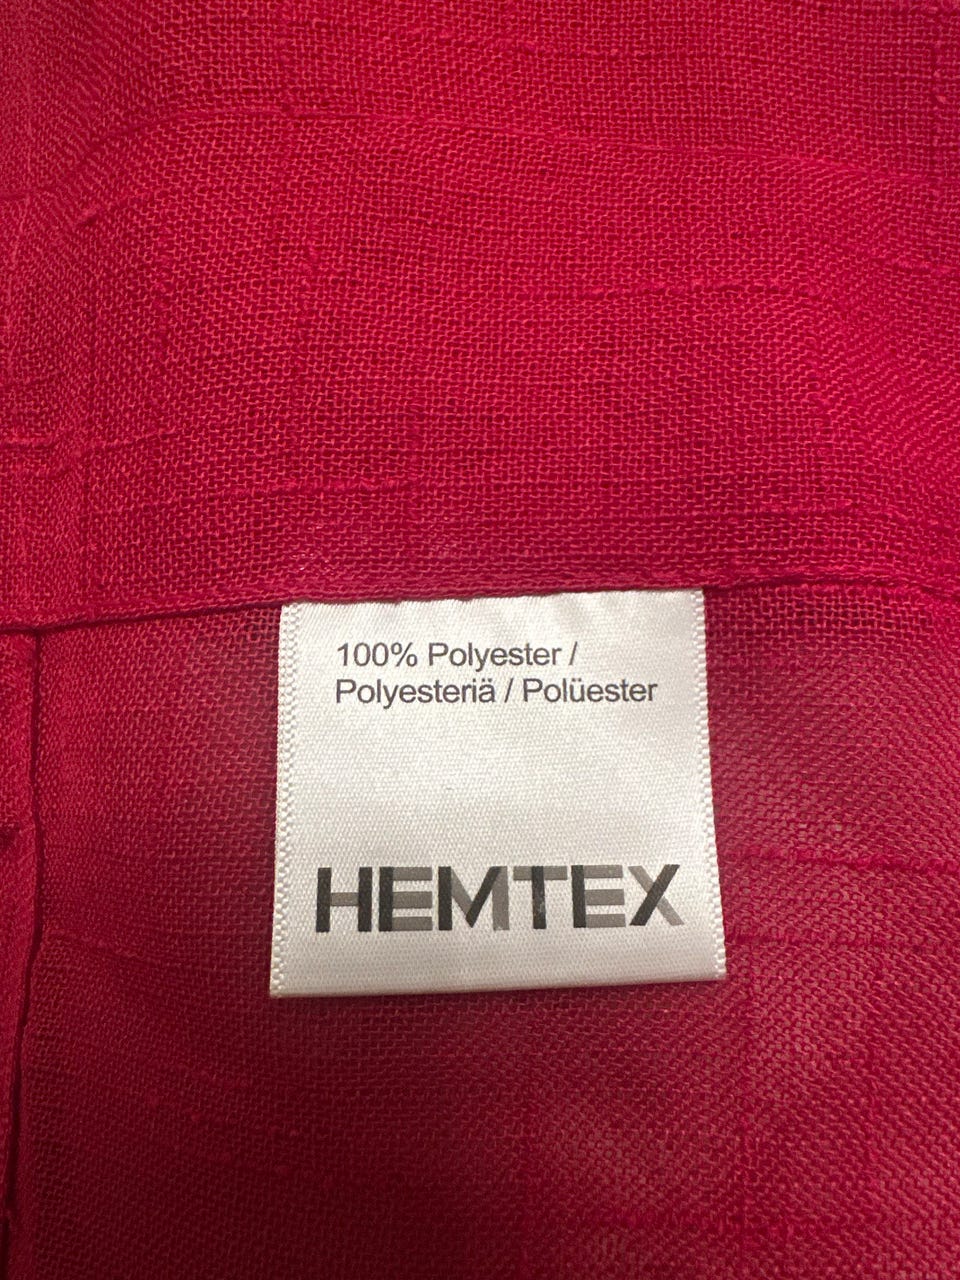 100% Polyester /
Polyesteriä / Polüester
HEMTEX